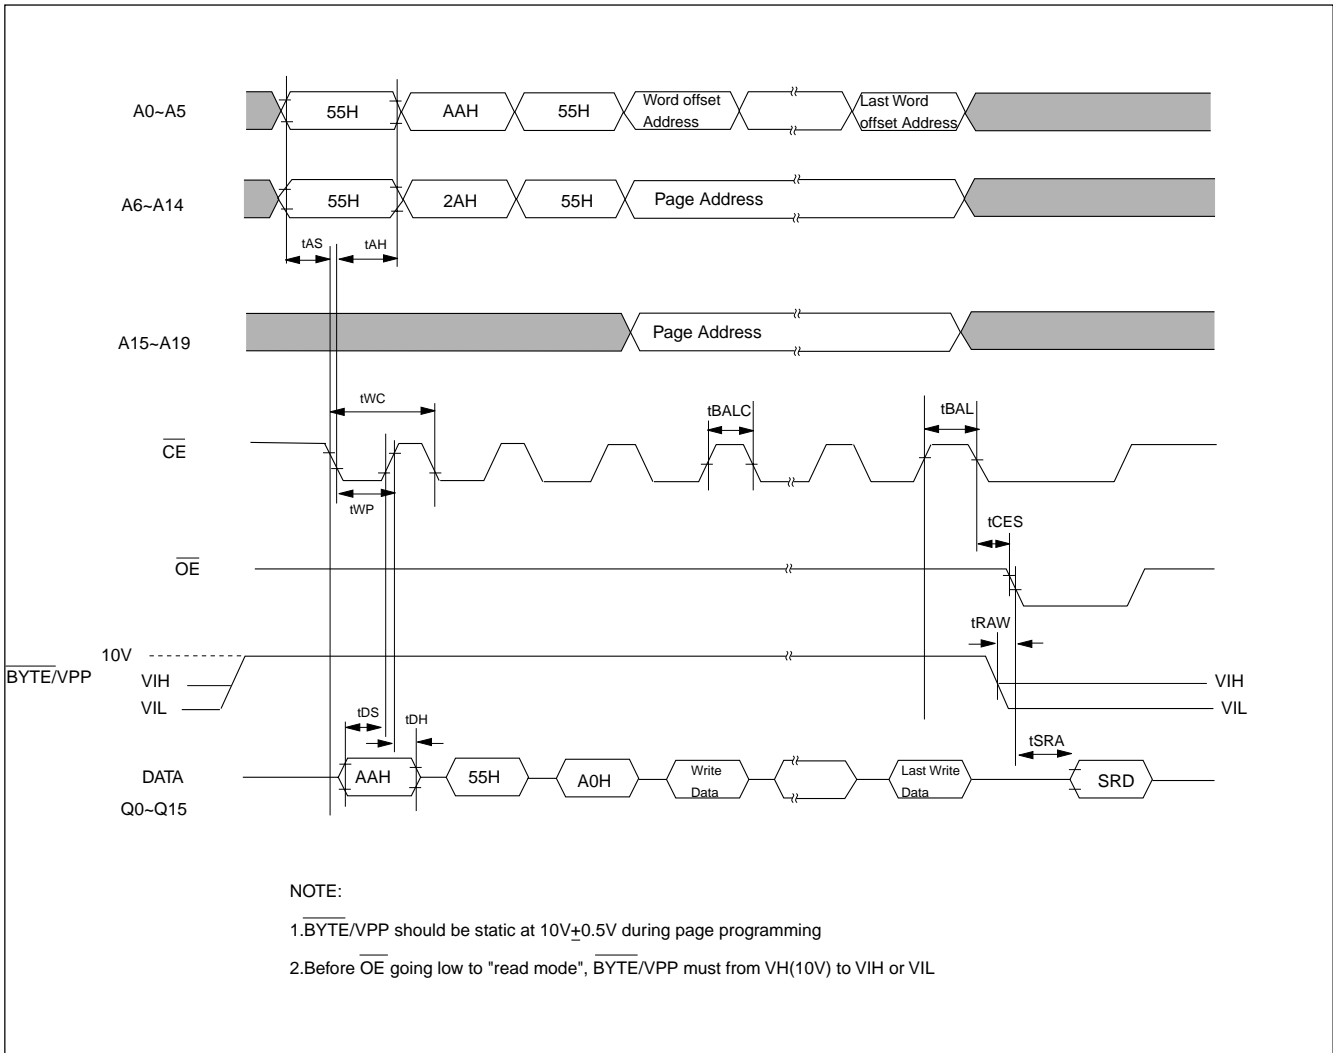 A0~A5
55H
AAH
55H
Word offset
Address
Last Word
offset Address
A6~A14
55H
2AH
55H
Page Address
tAS
tAH
A15~A19
Page Address
tWC
tBALC
tBAL
CE
tWP
tCES
OE
tRAW
10V
BYTE/VPP
VIH
VIL
VIH
VIL
tDS
tDH
tSRA
DATA
Q0~Q15
AAH
55H
A0H
Write
Data
Last Write
Data
SRD
NOTE:
1.BYTE/VPP should be static at 10V±0.5V during page programming
2.Before OE going low to "read mode", BYTE/VPP must from VH(10V) to VIH or VIL